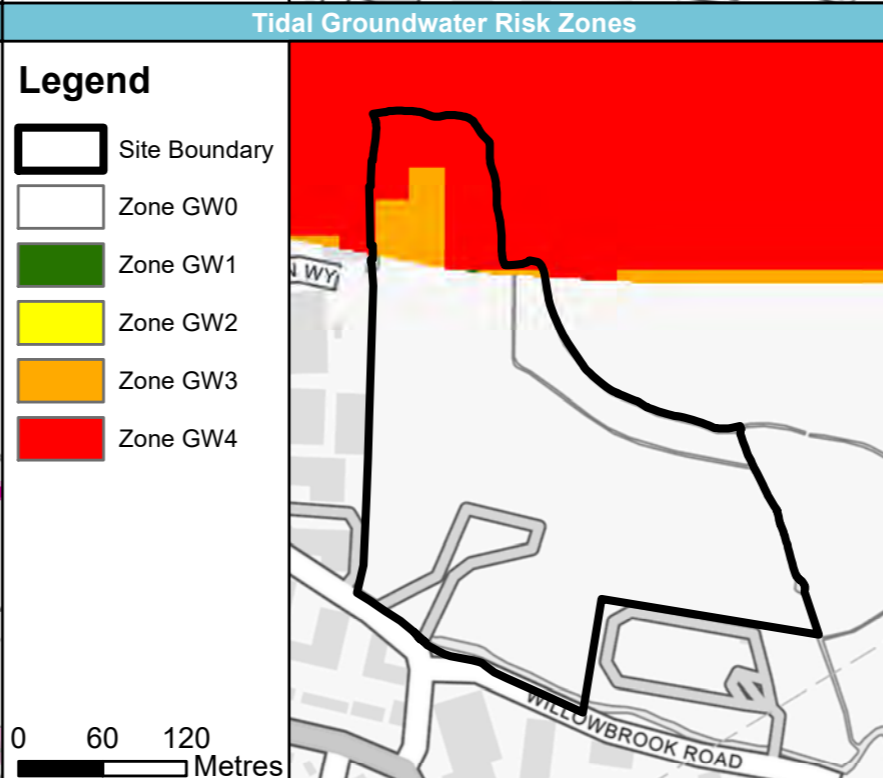 Tidal Groundwater Risk Zones
Legend
Site Boundary
Zone GW0
Zone GW1
Zone GW2
Zone GW3
Zone GW4
0 60 120
Metres
N WY
WILLOWBROOK ROAD